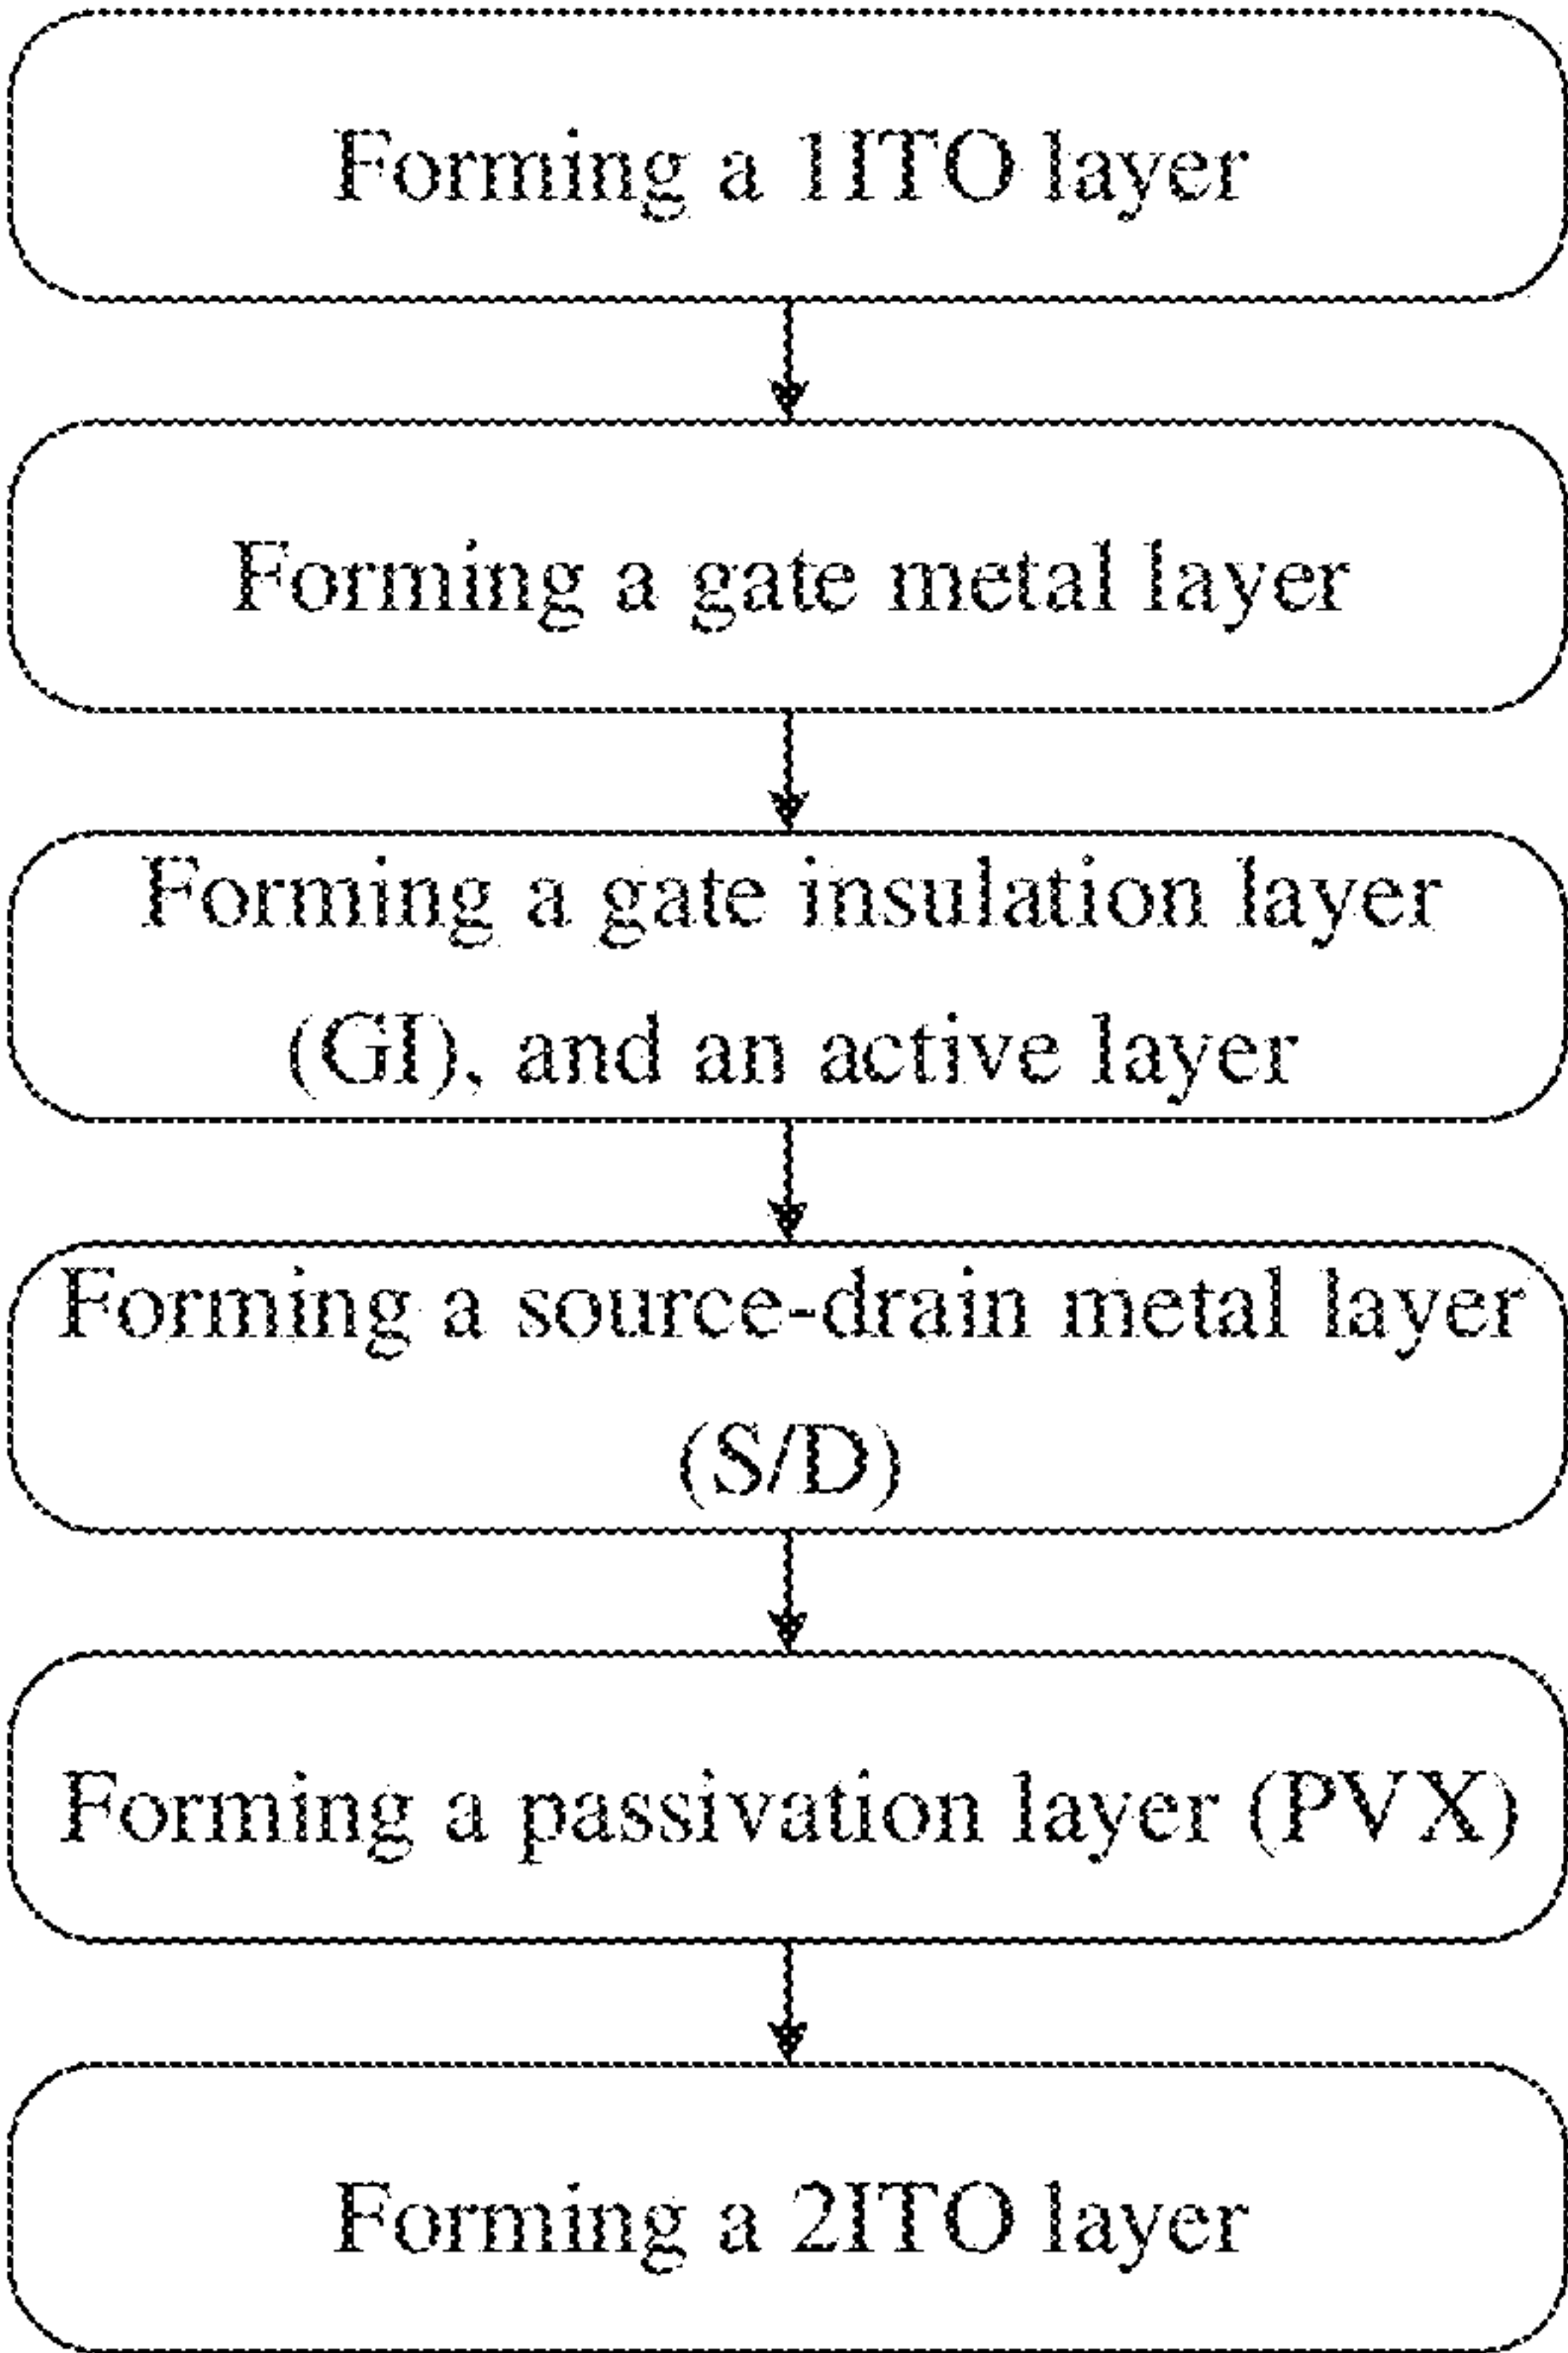 Forming a 1ITO layer
Forming a gate metal layer
Forming a gate insulation layer
(GI), and an active layer
Forming a source-drain metal layer
(S/D)
Forming a passivation layer (PVX)
Forming a 2ITO layer